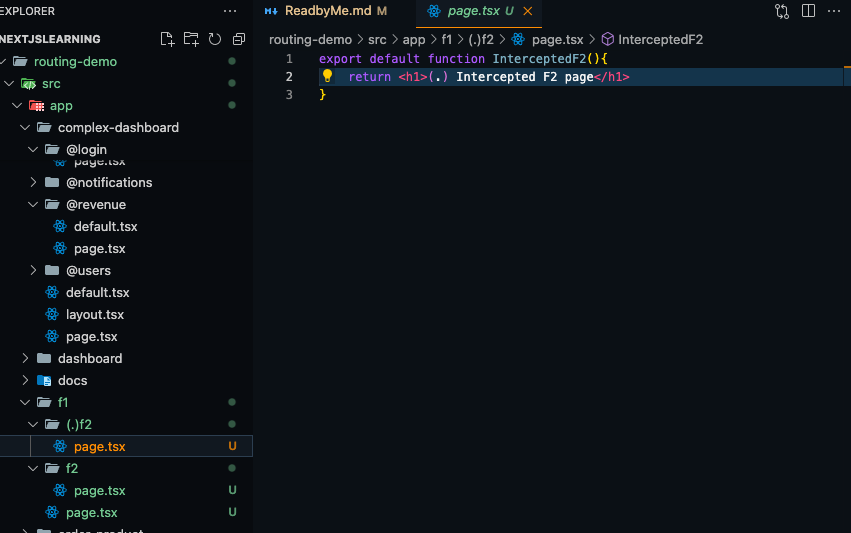 EXPLORER
NEXTJSLEARNING
routing-demo
src
app
complex-dashboard
@login
page.tsx
@notifications
@revenue
default.tsx
page.tsx
@users
default.tsx
layout.tsx
page.tsx
dashboard
docs
f1
(.)f2
page.tsx U
f2
page.tsx U
page.tsx U
ReadbyMe.md M
page.tsx U
routing-demo > src > app > f1 > (.)f2 > page.tsx > InterceptedF2
1 export default function InterceptedF2(){
2 return <h1>(.) Intercepted F2 page</h1>
3 }